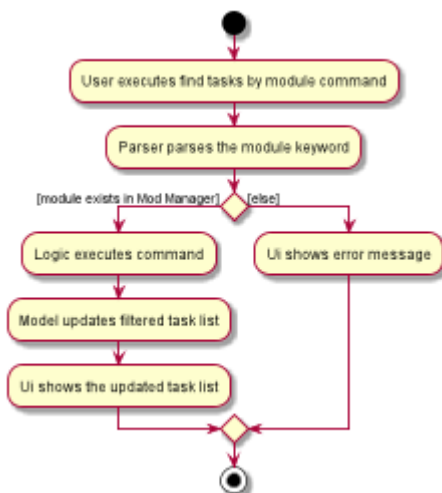 User executes find tasks by module command
Parser parses the module keyword
[module exists in Mod Manager] [else]
Logic executes command
Ui shows error message
Model updates filtered task list
Ui shows the updated task list